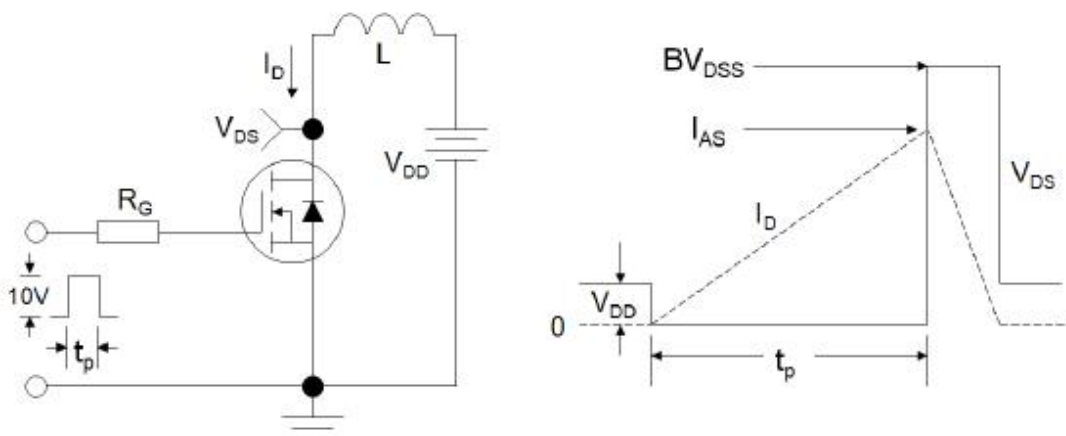 L
I_D
V_DS
V_DD
R_G
10V
t_p
BV_DSS
I_AS
V_DS
I_D
V_DD
0
t_p